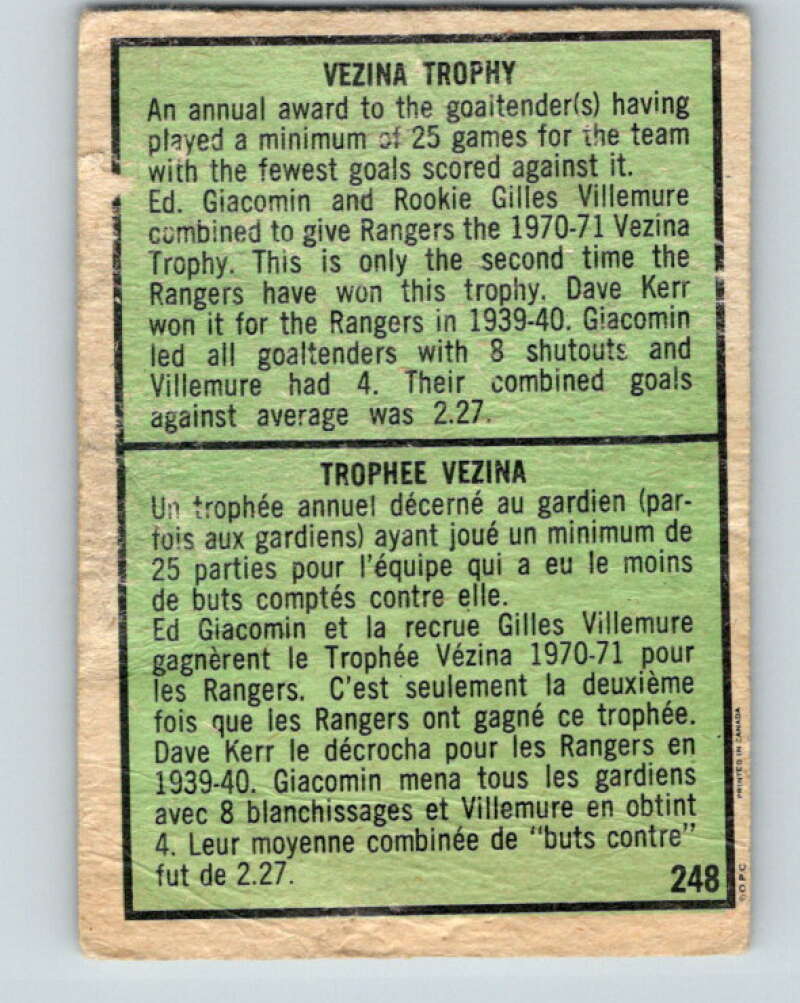 VEZINA TROPHY
An annual award to the goaltender(s) having
played a minimum of 25 games for the team
with the fewest goals scored against it.
Ed. Giacomin and Rookie Gilles Villemure
combined to give Rangers the 1970-71 Vezina
Trophy. This is only the second time the
Rangers have won this trophy. Dave Kerr
won it for the Rangers in 1939-40. Giacomin
led all goaltenders with 8 shutouts and
Villemure had 4. Their combined goals
against average was 2.27.
TROPHEE VEZINA
Un trophée annuel décerné au gardien (par-
fois aux gardiens) ayant joué un minimum de
25 parties pour l'équipe qui a eu le moins
de buts comptés contre elle.
Ed Giacomin et la recrue Gilles Villemure
gagnèrent le Trophée Vézina 1970-71 pour
les Rangers. C'est seulement la deuxième
fois que les Rangers ont gagné ce trophée.
Dave Kerr le décrocha pour les Rangers en
1939-40. Giacomin mena tous les gardiens
avec 8 blanchissages et Villemure en obtint
4. Leur moyenne combinée de "buts contre"
fut de 2.27.
248
©O.P.C.
PRINTED IN CANADA